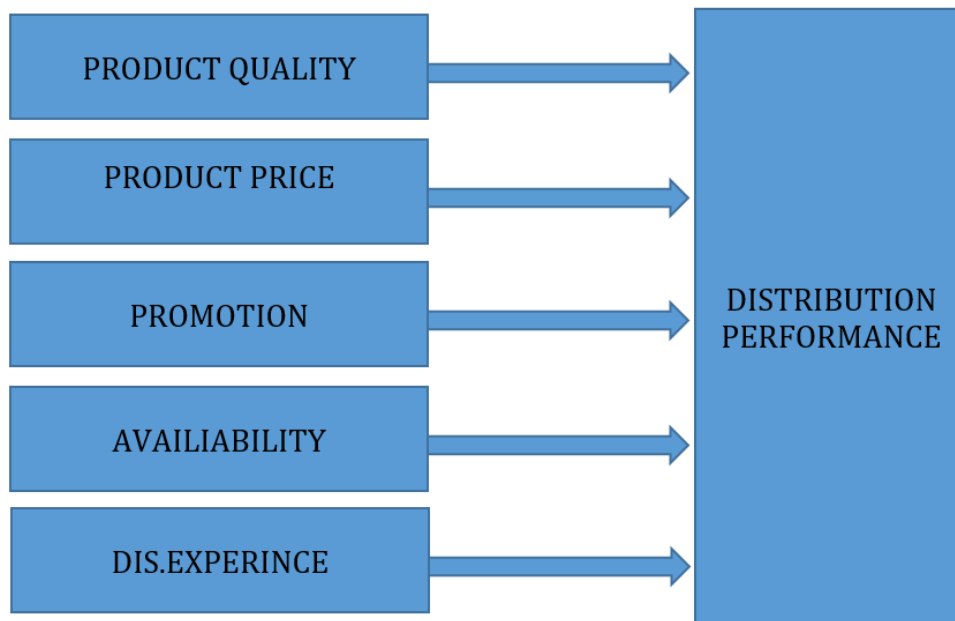 PRODUCT QUALITY
PRODUCT PRICE
PROMOTION
AVAILIABILITY
DIS.EXPERINCE
DISTRIBUTION
PERFORMANCE